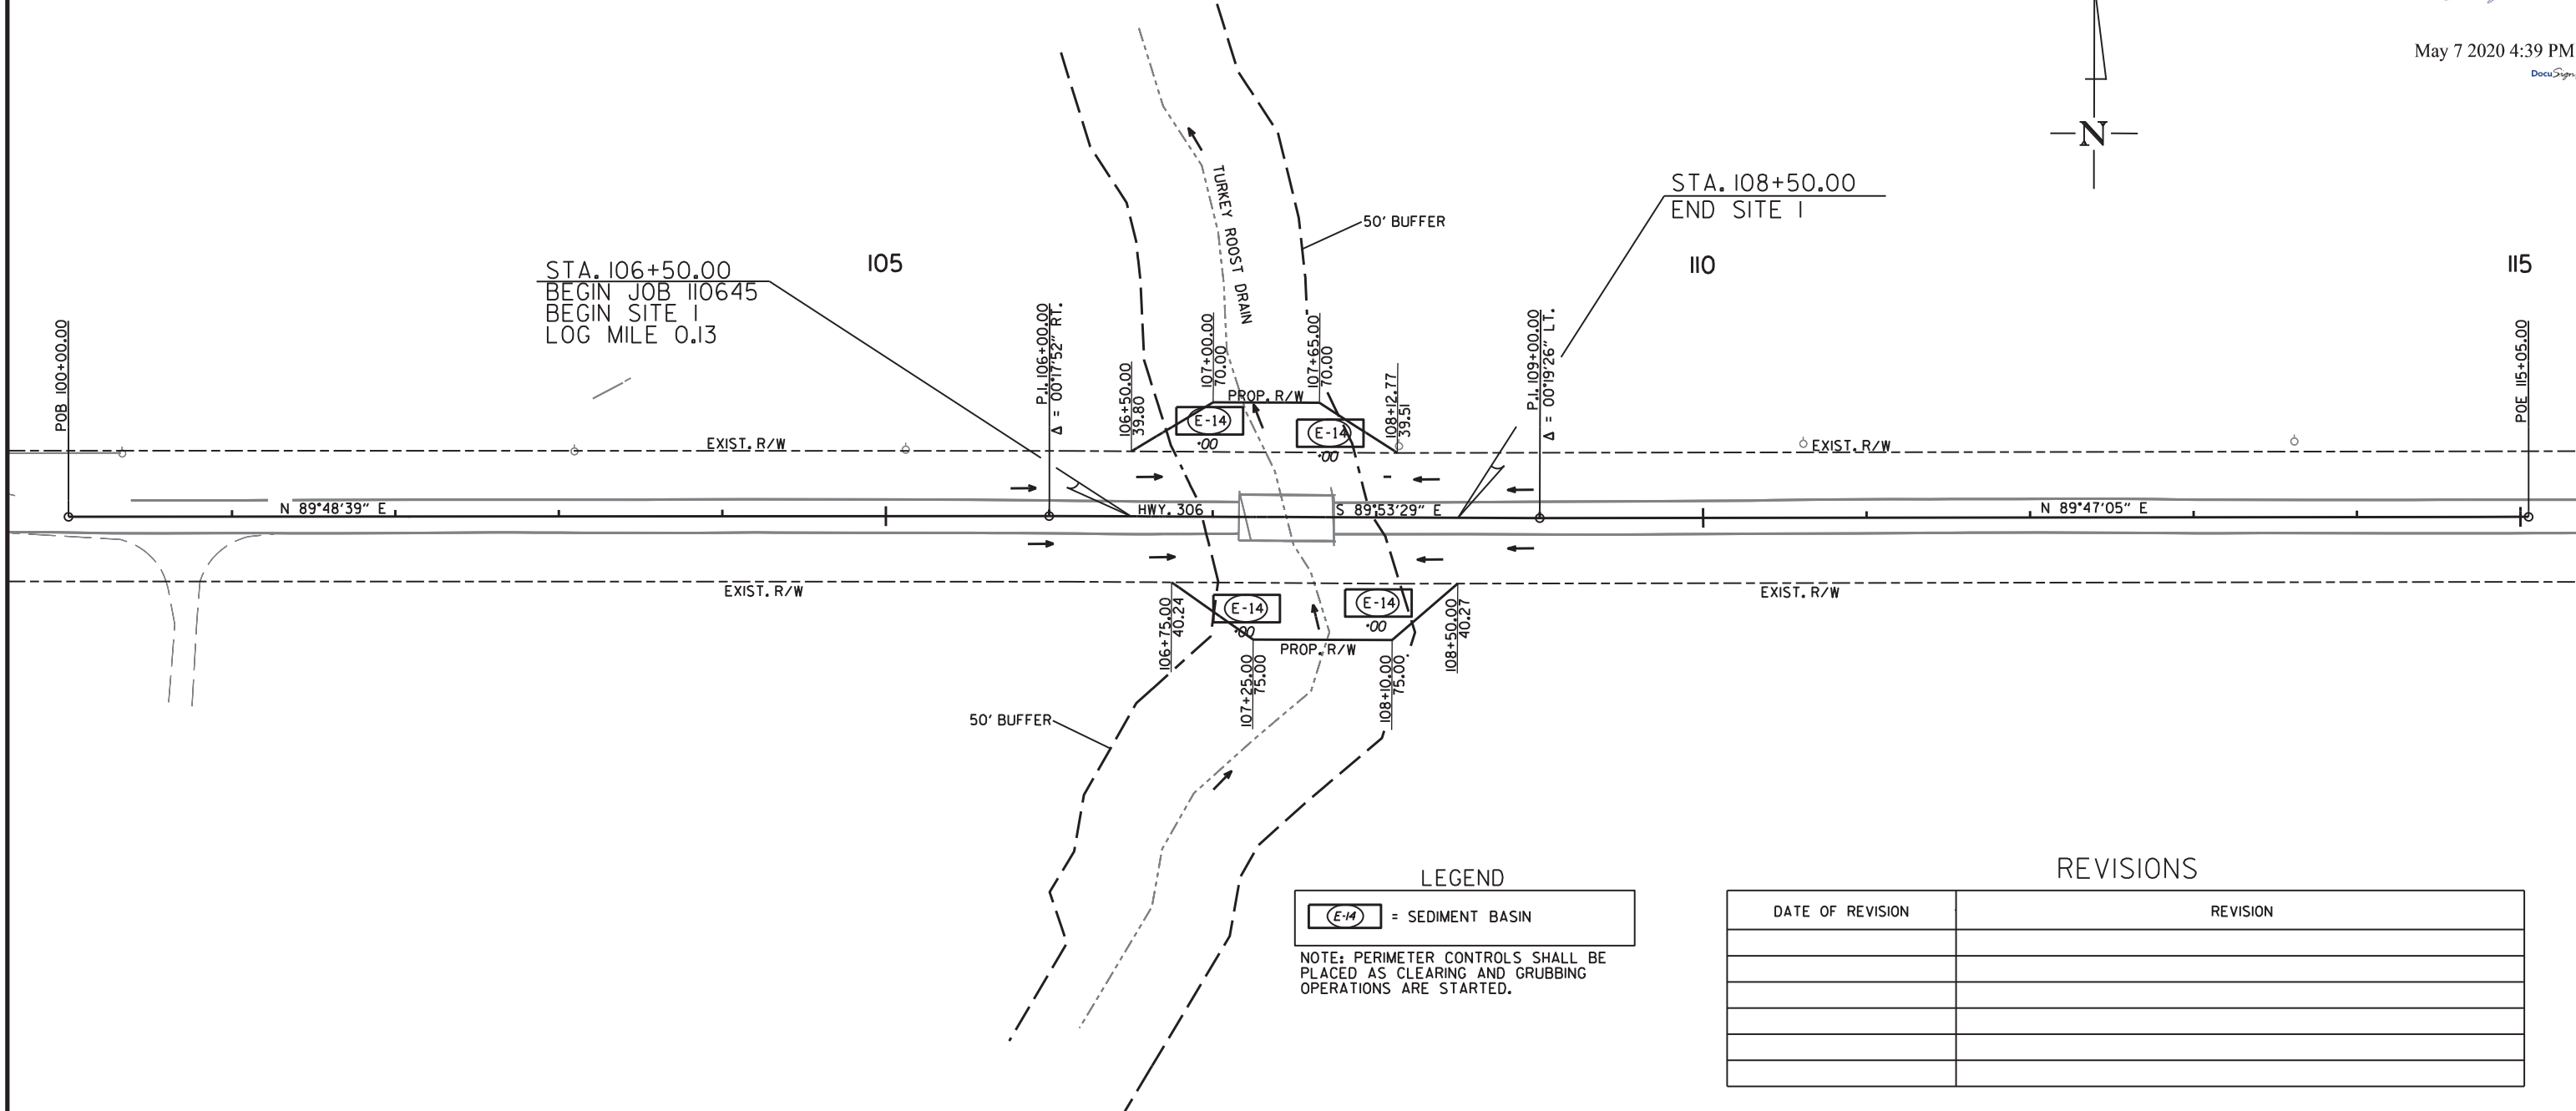 May 7 2020 4:39 PM
DocuSign
N
STA. 108+50.00
END SITE 1
50' BUFFER
TURKEY ROOST DRAIN
105
110
115
STA. 106+50.00
BEGIN JOB 110645
BEGIN SITE 1
LOG MILE 0.13
POB 100+00.00
P.I. 106+00.00
Δ = 00°17'52" RT.
106+50.00
39.80
107+00.00
70.00
107+65.00
70.00
108+12.77
39.51
P.I. 109+00.00
Δ = 00°19'26" LT.
POE 115+05.00
PROP. R/W
E-14
E-14
.00
.00
EXIST. R/W
EXIST. R/W
N 89°48'39" E
HWY. 306
S 89°53'29" E
N 89°47'05" E
EXIST. R/W
EXIST. R/W
E-14
E-14
.00
.00
PROP. R/W
106+75.00
40.24
107+25.00
75.00
108+10.00
75.00
108+50.00
40.27
50' BUFFER
LEGEND
E-14 = SEDIMENT BASIN
NOTE: PERIMETER CONTROLS SHALL BE
PLACED AS CLEARING AND GRUBBING
OPERATIONS ARE STARTED.
REVISIONS
DATE OF REVISION REVISION